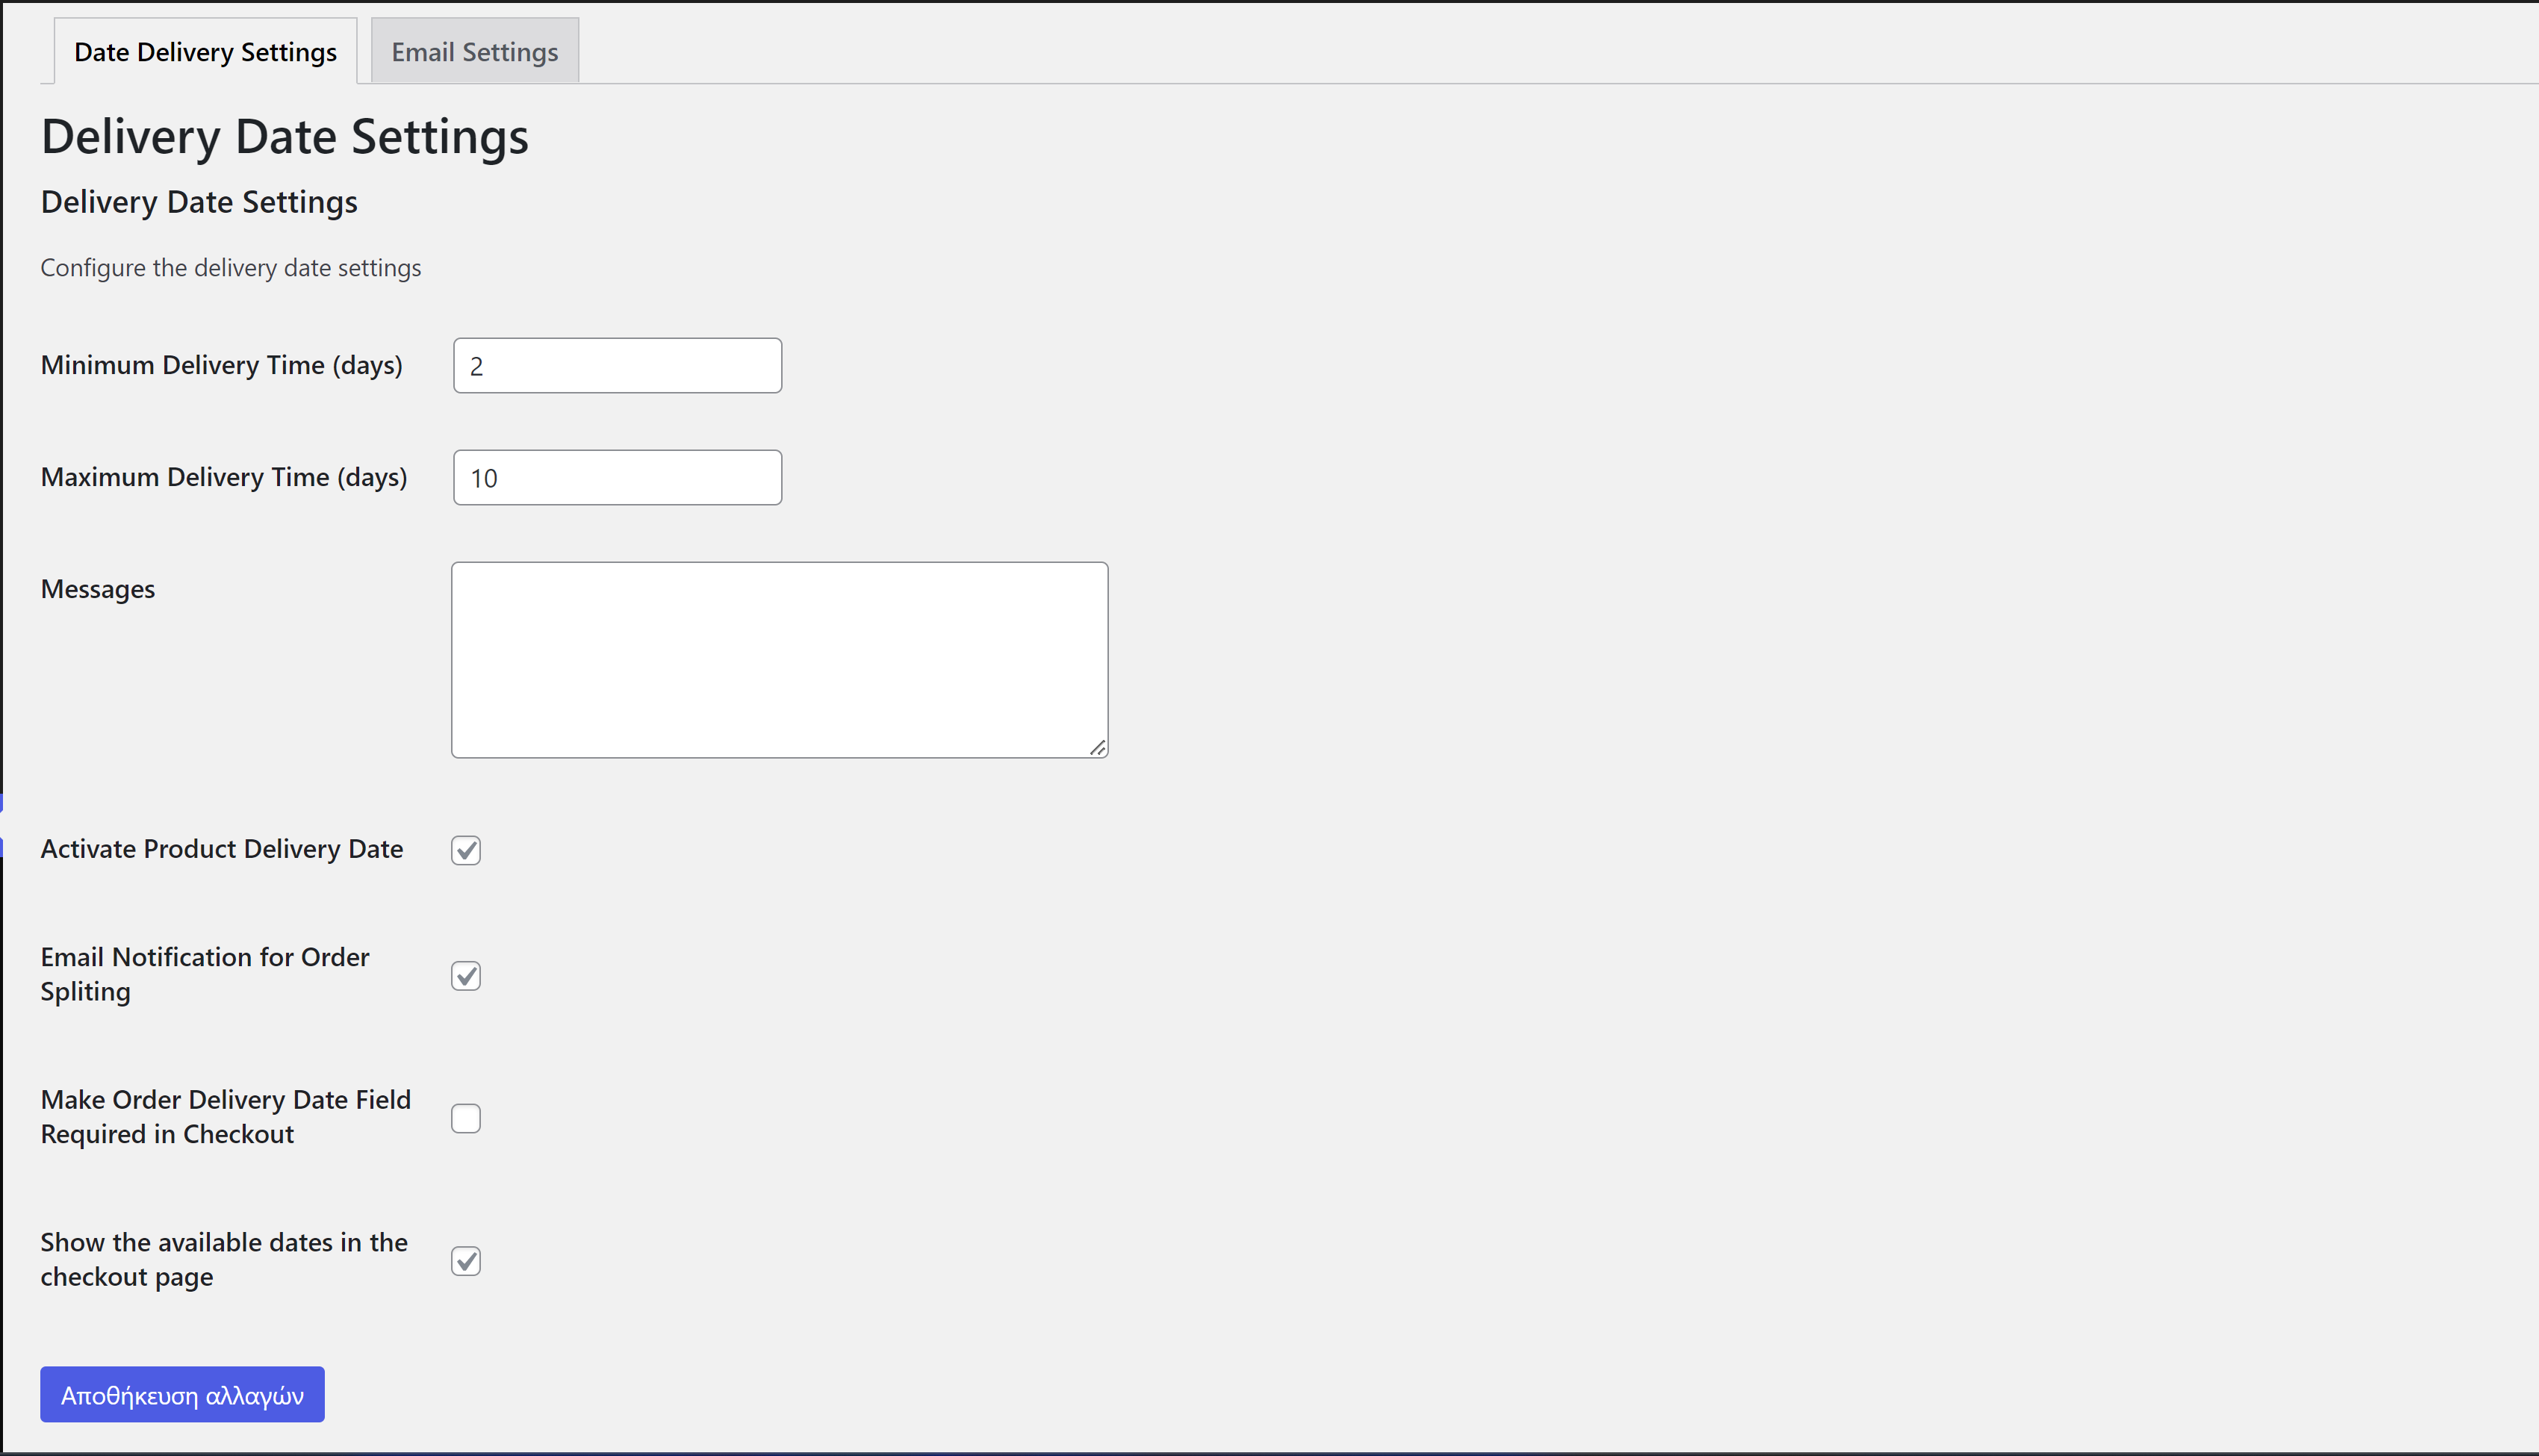 Date Delivery Settings
Email Settings
Delivery Date Settings
Delivery Date Settings
Configure the delivery date settings
Minimum Delivery Time (days)
2
Maximum Delivery Time (days)
10
Messages
Activate Product Delivery Date
Email Notification for Order
Spliting
Make Order Delivery Date Field
Required in Checkout
Show the available dates in the
checkout page
Αποθήκευση αλλαγών